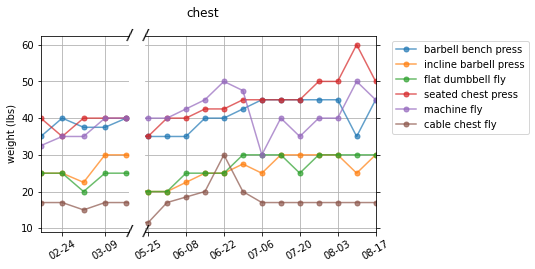 chest
weight (lbs)
60
50
40
30
20
10
02-24
03-09
05-25
06-08
06-22
07-06
07-20
08-03
08-17
barbell bench press
incline barbell press
flat dumbbell fly
seated chest press
machine fly
cable chest fly